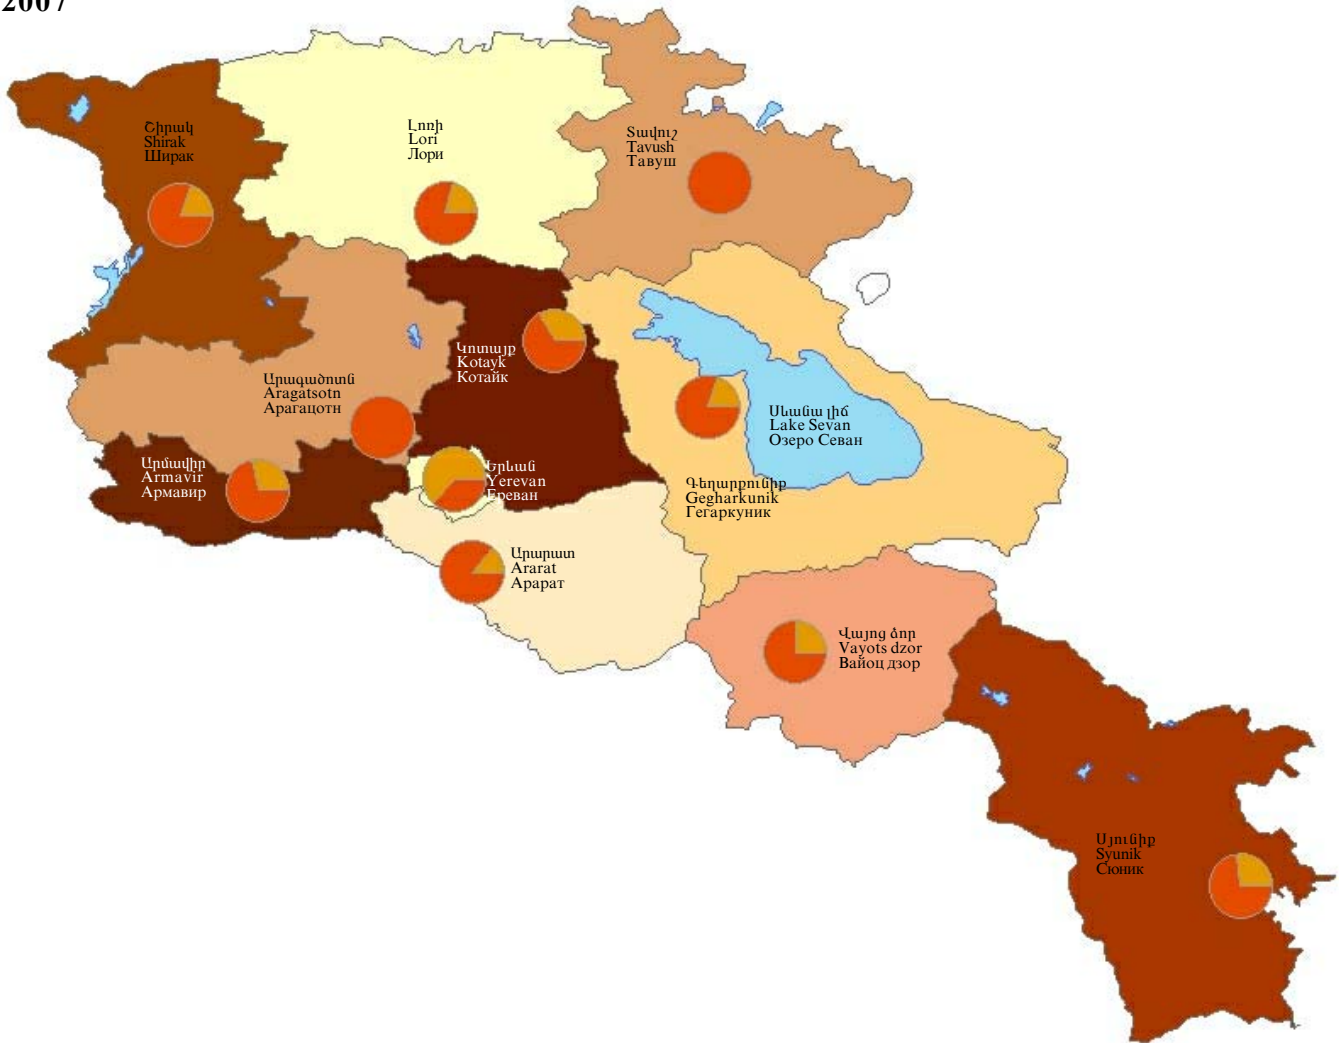 2007
Շիրակ
Shirak
Ширак
Լոռի
Lori
Лори
Տավուշ
Tavush
Тавуш
Կոտայք
Kotayk
Котайк
Արագածոտն
Aragatsotn
Арагацотн
Սևանա լիճ
Lake Sevan
Озеро Севан
Արմավիր
Armavir
Армавир
Երևան
Yerevan
Ереван
Գեղարքունիք
Gegharkunik
Гегаркуник
Արարատ
Ararat
Арарат
Վայոց ձոր
Vayots dzor
Вайоц дзор
Սյունիք
Syunik
Сюник